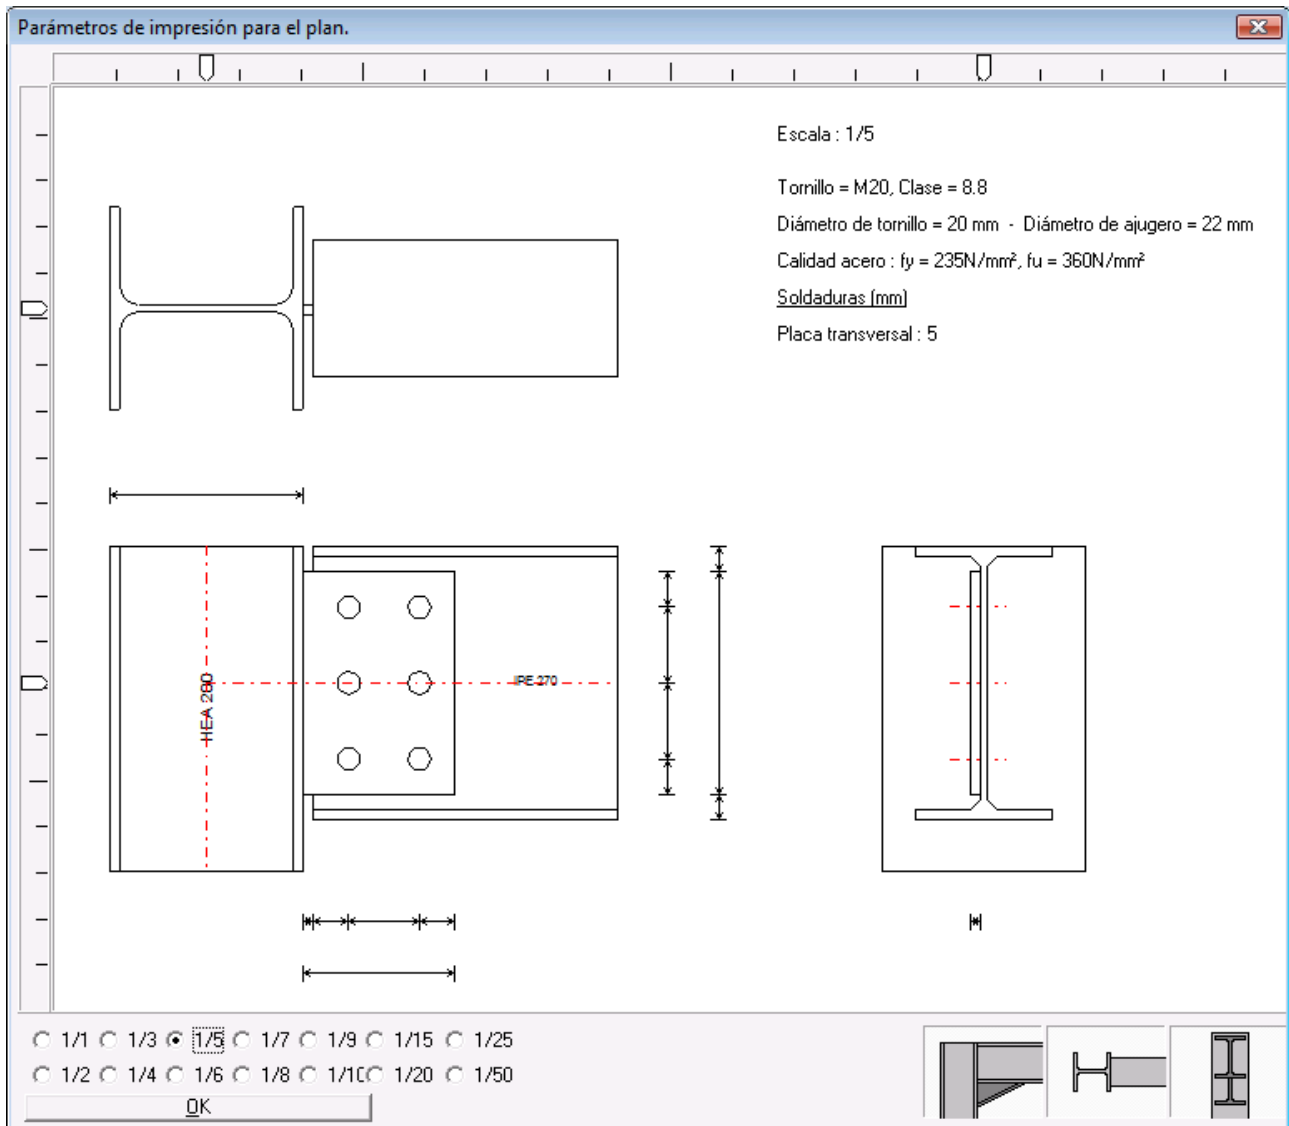 Parámetros de impresión para el plan.
Escala : 1/5
Tornillo = M20, Clase = 8.8
Diámetro de tornillo = 20 mm - Diámetro de ajugero = 22 mm
Calidad acero : fy = 235N/mm², fu = 360N/mm²
Soldaduras (mm)
Placa transversal : 5
HEA 200
IPE 270
1/1 1/3 1/5 1/7 1/9 1/15 1/25
1/2 1/4 1/6 1/8 1/10 1/20 1/50
OK